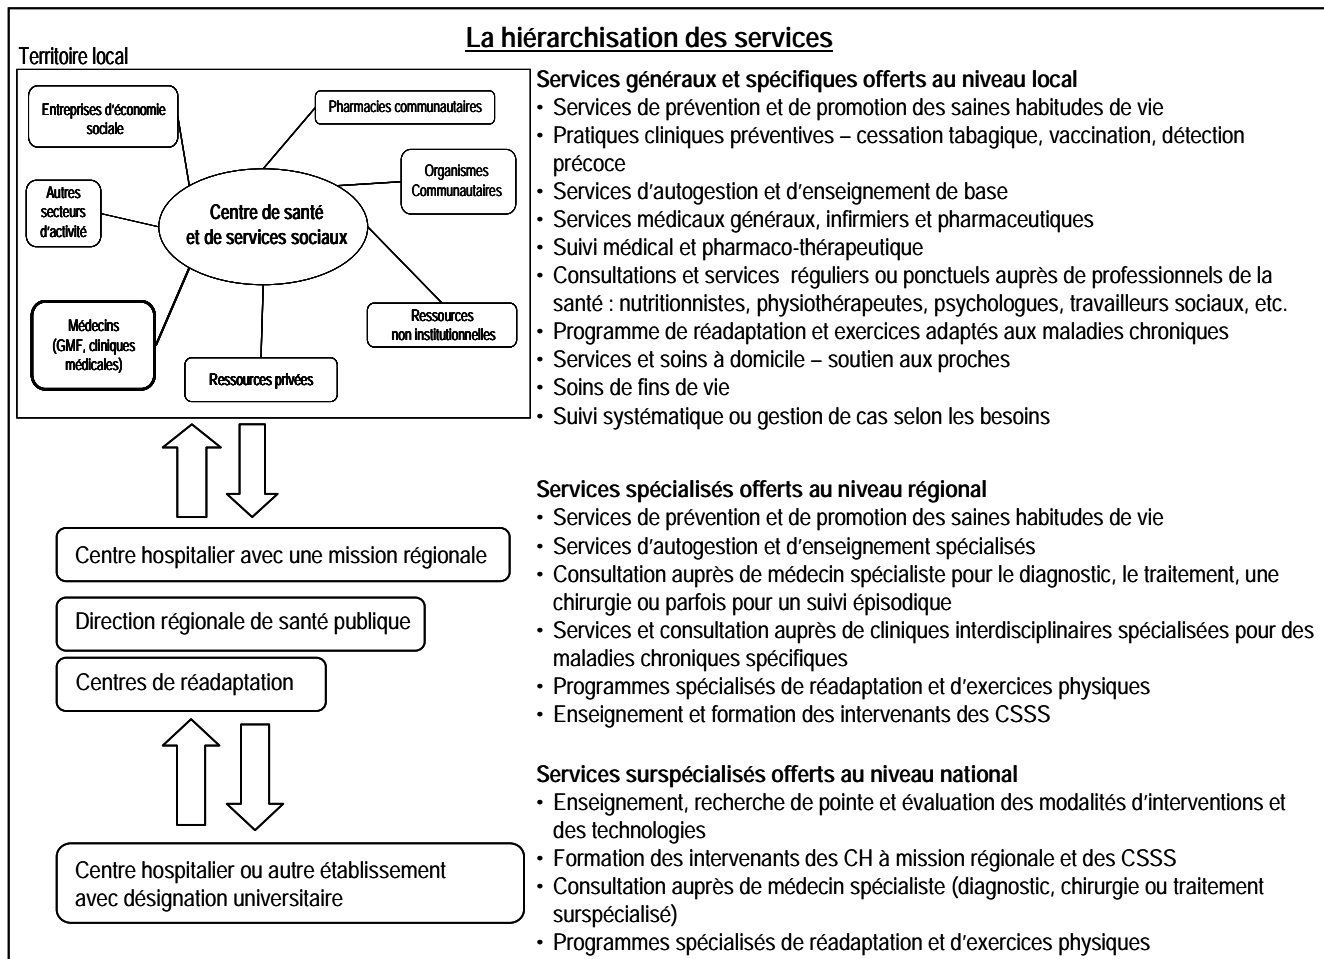 La hiérarchisation des services
Territoire local
Entreprises d'économie
sociale
Pharmacies communautaires
Organismes
Communautaires
Autres
secteurs
d'activité
Centre de santé
et de services sociaux
Médecins
(GMF, cliniques
médicales)
Ressources
non institutionnelles
Ressources privées
Services généraux et spécifiques offerts au niveau local
• Services de prévention et de promotion des saines habitudes de vie
• Pratiques cliniques préventives – cessation tabagique, vaccination, détection
précoce
• Services d'autogestion et d'enseignement de base
• Services médicaux généraux, infirmiers et pharmaceutiques
• Suivi médical et pharmaco-thérapeutique
• Consultations et services réguliers ou ponctuels auprès de professionnels de la
santé : nutritionnistes, physiothérapeutes, psychologues, travailleurs sociaux, etc.
• Programme de réadaptation et exercices adaptés aux maladies chroniques
• Services et soins à domicile – soutien aux proches
• Soins de fins de vie
• Suivi systématique ou gestion de cas selon les besoins
Centre hospitalier avec une mission régionale
Direction régionale de santé publique
Centres de réadaptation
Services spécialisés offerts au niveau régional
• Services de prévention et de promotion des saines habitudes de vie
• Services d'autogestion et d'enseignement spécialisés
• Consultation auprès de médecin spécialiste pour le diagnostic, le traitement, une
chirurgie ou parfois pour un suivi épisodique
• Services et consultation auprès de cliniques interdisciplinaires spécialisées pour des
maladies chroniques spécifiques
• Programmes spécialisés de réadaptation et d'exercices physiques
• Enseignement et formation des intervenants des CSSS
Centre hospitalier ou autre établissement
avec désignation universitaire
Services surspécialisés offerts au niveau national
• Enseignement, recherche de pointe et évaluation des modalités d'interventions et
des technologies
• Formation des intervenants des CH à mission régionale et des CSSS
• Consultation auprès de médecin spécialiste (diagnostic, chirurgie ou traitement
surspécialisé)
• Programmes spécialisés de réadaptation et d'exercices physiques